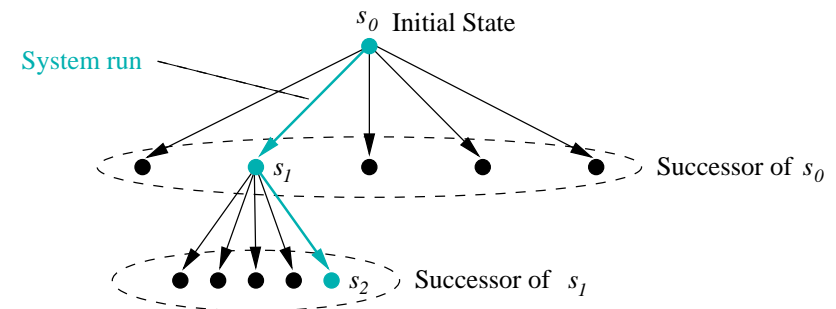 s0 Initial State
System run
s1
Successor of s0
s2
Successor of s1